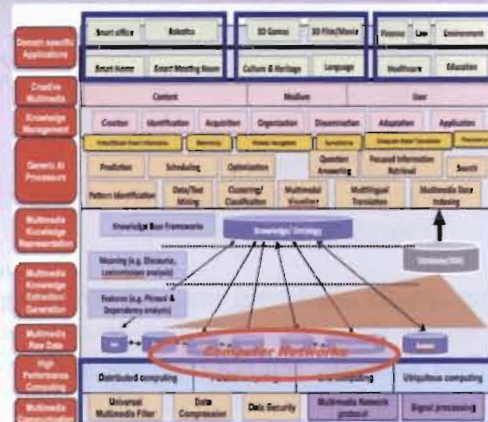 Domain specific
Applications
Smart office
Robotics
3D Games
3D Film/Movie
Finance
Law
Environment
Smart Home
Smart Meeting Room
Culture & Heritage
Language
Healthcare
Education
Creative
Multimedia
Content
Medium
User
Knowledge
Management
Creation
Identification
Acquisition
Organization
Dissemination
Adaptation
Application
Generic AI
Processors
Prediction
Scheduling
Optimization
Question
Answering
Focused Information
Retrieval
Search
Pattern Identification
Data/Text
Mining
Clustering/
Classification
Multimodal
Visualizer
Multilingual
Translation
Multimedia Data
Indexing
Multimedia
Knowledge
Representation
Knowledge Base Frameworks
Knowledge/ Ontology
Multimedia
Knowledge
Extraction/
Generation
Meaning (e.g. Discourse,
analysis)
Features (e.g. Phrase/ &
Dependency analysis)
Multimedia
Raw Data
Computer Networks
High
Performance
Computing
Distributed computing
computing
Ubiquitous computing
Multimedia
Universal
Multimedia Filter
Data
Compression
Data Security
Multimedia Network
protocol
Signal processing